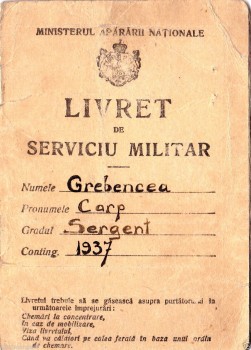 MINISTERUL APĂRĂRII NAȚIONALE
LIVRET
DE
SERVICIU MILITAR
Numele Grebencea
Pronumele Carp
Gradul Sergent
Conting. 1937
Livretul trebuie să se găsească asupra purtătorului în
următoarele împrejurări:
Chemări la concentrare,
În caz de mobilizare,
Viza livretului,
Când va călători pe calea ferată în baza unui ordin
de chemare.